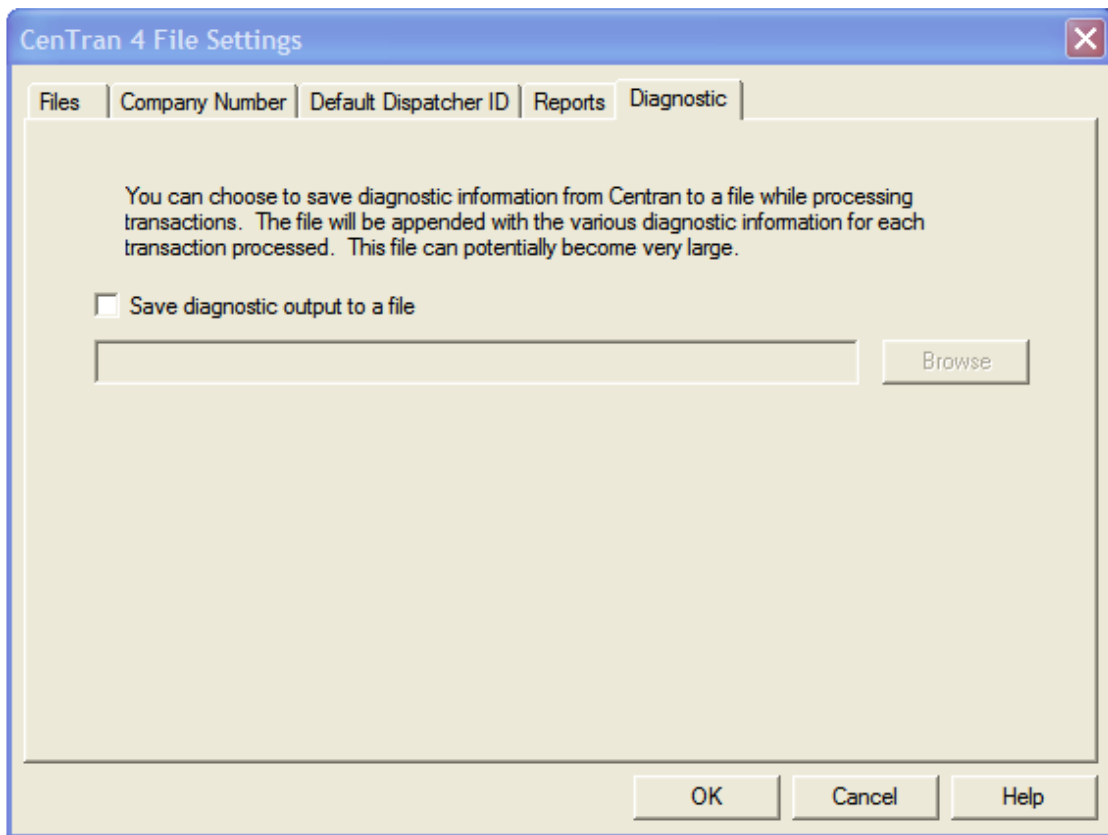 CenTran 4 File Settings
Files Company Number Default Dispatcher ID Reports Diagnostic
You can choose to save diagnostic information from Centran to a file while processing
transactions. The file will be appended with the various diagnostic information for each
transaction processed. This file can potentially become very large.
Save diagnostic output to a file
Browse
OK Cancel Help